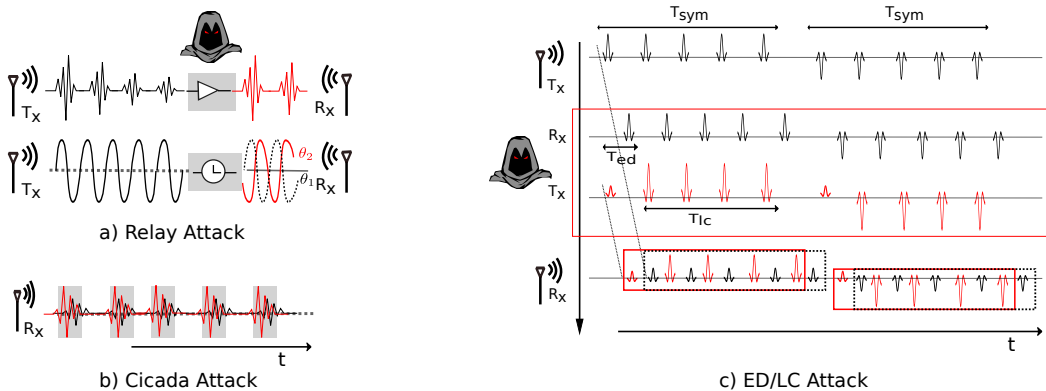 Tx
Rx
Tx
θ2
θ1
Rx
a) Relay Attack
Rx
t
b) Cicada Attack
Tsym
Tsym
Tx
Rx
Ted
Tx
Tlc
Rx
t
c) ED/LC Attack